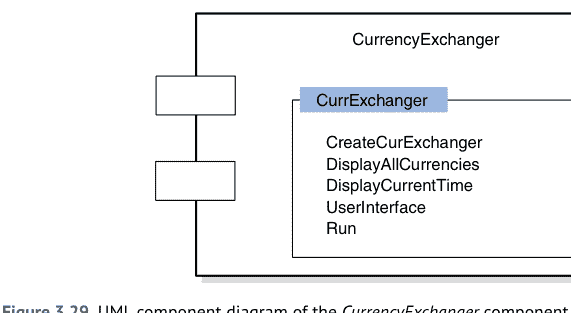 CurrencyExchanger
CurrExchanger
CreateCurExchanger
DisplayAllCurrencies
DisplayCurrentTime
UserInterface
Run
Figure 3.29 UML component diagram of the CurrencyExchanger component